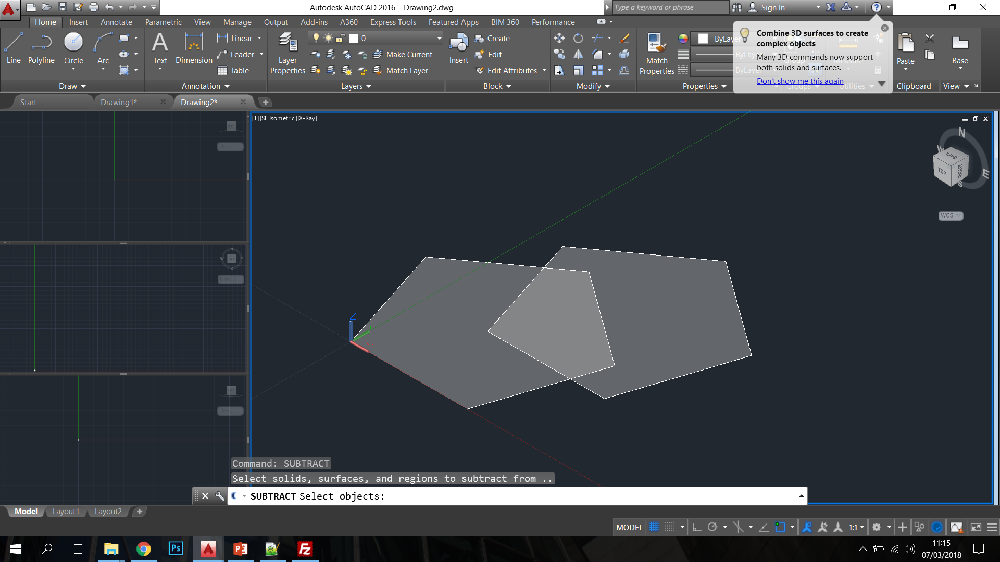 Autodesk AutoCAD 2016 Drawing2.dwg
Type a keyword or phrase
Sign In
Home Insert Annotate Parametric View Manage Output Add-ins A360 Express Tools Featured Apps BIM 360 Performance
Line
Polyline
Circle
Arc
Draw
Text
Dimension
Linear
Leader
Table
Annotation
Layer
Properties
0
Make Current
Match Layer
Layers
Insert
Create
Edit
Edit Attributes
Block
Modify
Match
Properties
ByLayer
Properties
Combine 3D surfaces to create
complex objects
Many 3D commands now support
both solids and surfaces.
Don't show me this again
Groups
Utilities
Paste
Clipboard
Base
View
Start
Drawing1*
Drawing2*
[+][SE Isometric][X-Ray]
N
W
E
S
BACK
TOP
RIGHT
WCS
N
W
E
S
Z
Command: SUBTRACT
Select solids, surfaces, and regions to subtract from ..
SUBTRACT Select objects:
Model
Layout1
Layout2
MODEL
1:1
Ps
11:15
07/03/2018